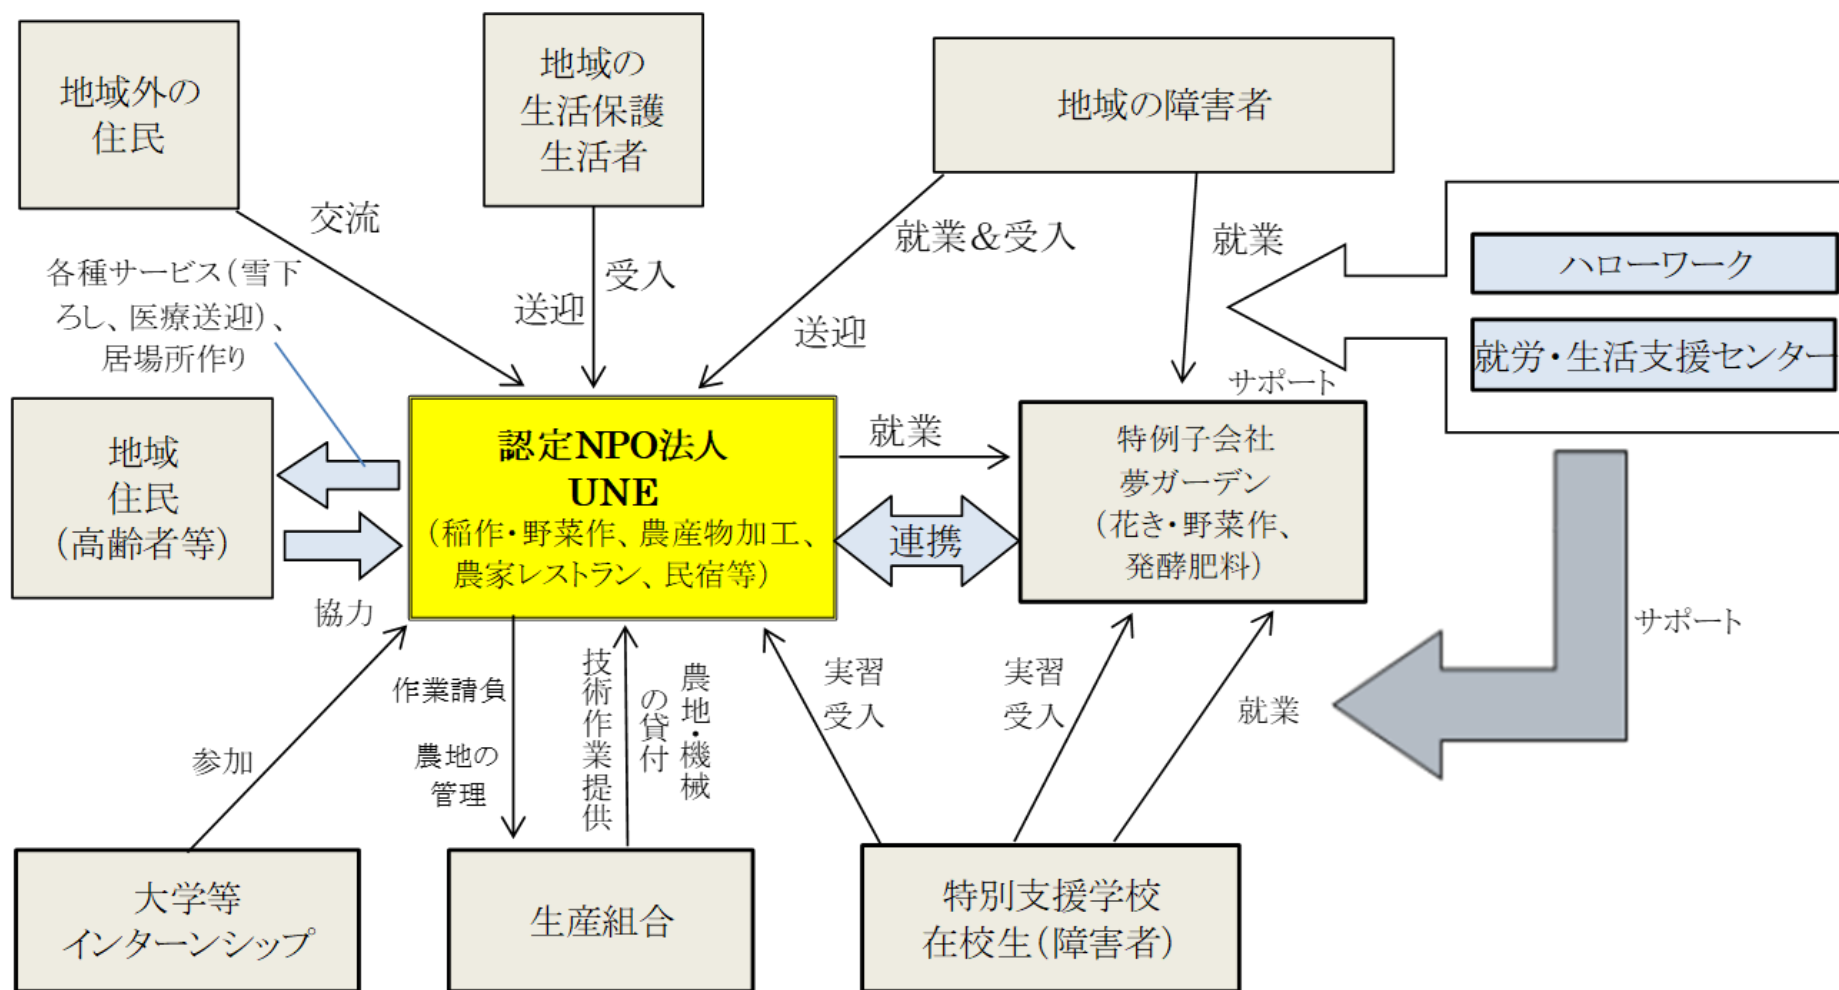 地域外の
住民
地域の
生活保護
生活者
地域の障害者
交流
受入
送迎
就業&受入
送迎
就業
ハローワーク
就労・生活支援センター
サポート
各種サービス(雪下
ろし、医療送迎)、
居場所作り
地域
住民
(高齢者等)
認定NPO法人
UNE
(稲作・野菜作、農産物加工、
農家レストラン、民宿等)
就業
連携
特例子会社
夢ガーデン
(花き・野菜作、
発酵肥料)
サポート
協力
参加
作業請負
農地の
管理
技術作業提供
農地・機械
の貸付
実習
受入
実習
受入
就業
大学等
インターンシップ
生産組合
特別支援学校
在校生(障害者)